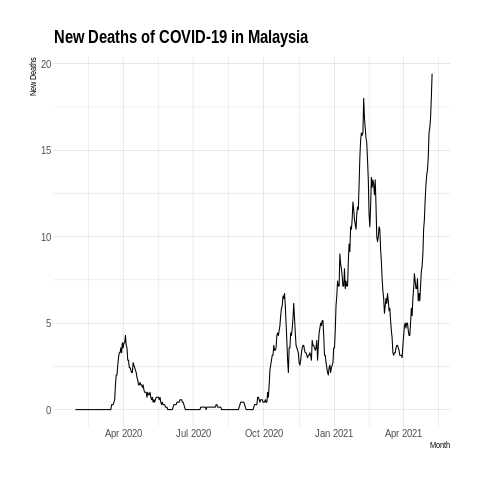 New Deaths of COVID-19 in Malaysia
New Deaths
20
15
10
5
0
Apr 2020 Jul 2020 Oct 2020 Jan 2021 Apr 2021
Month